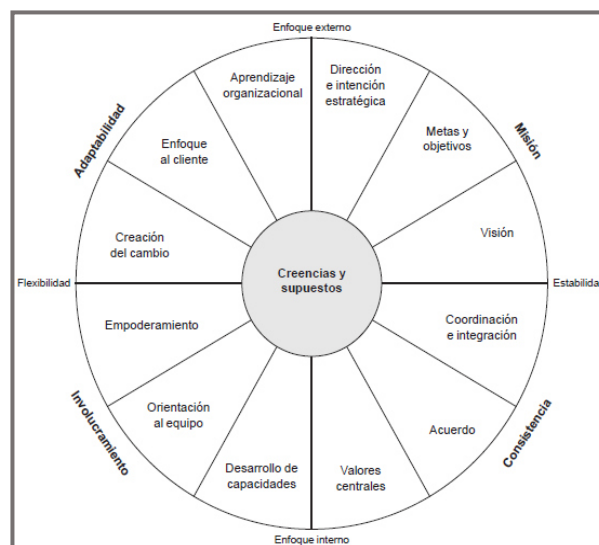 Enfoque externo
Aprendizaje
organizacional
Dirección
e intención
estratégica
Adaptabilidad
Enfoque
al cliente
Metas y
objetivos
Misión
Creación
del cambio
Visión
Flexibilidad
Creencias y
supuestos
Estabilida
Empoderamiento
Coordinación
e integración
Involucramiento
Orientación
al equipo
Acuerdo
Consistencia
Desarrollo de
capacidades
Valores
centrales
Enfoque interno